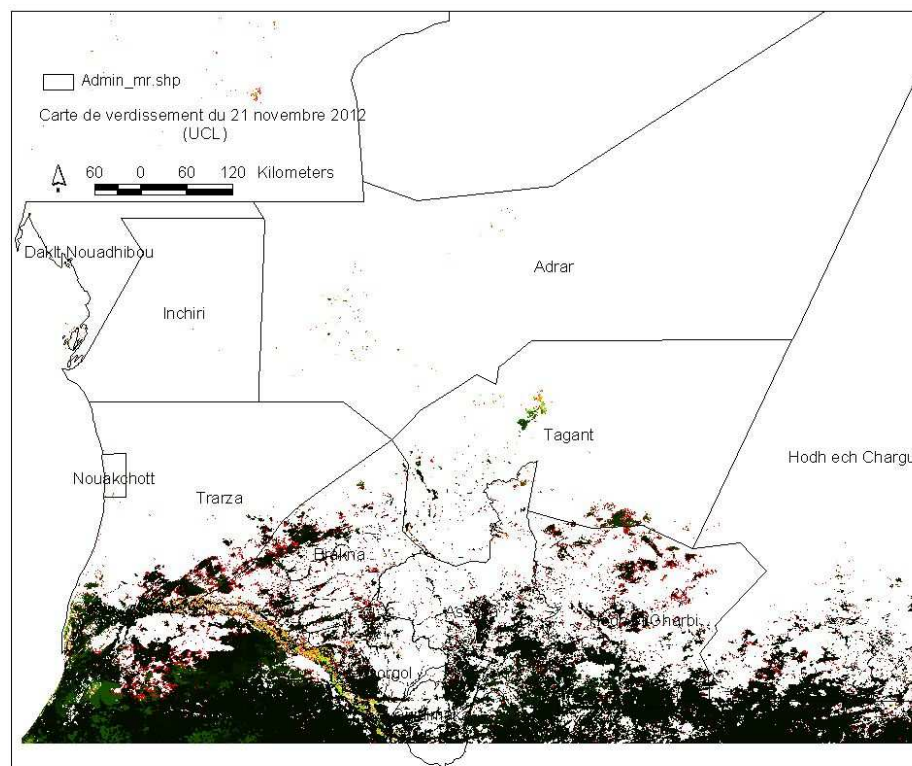 Admin_mr.shp
Carte de verdissement du 21 novembre 2012
(UCL)
60 0 60 120 Kilometers
Daklt Nouadhibou
Adrar
Inchiri
Tagant
Hodh ech Chargu
Nouakchott
Trarza
Brakna